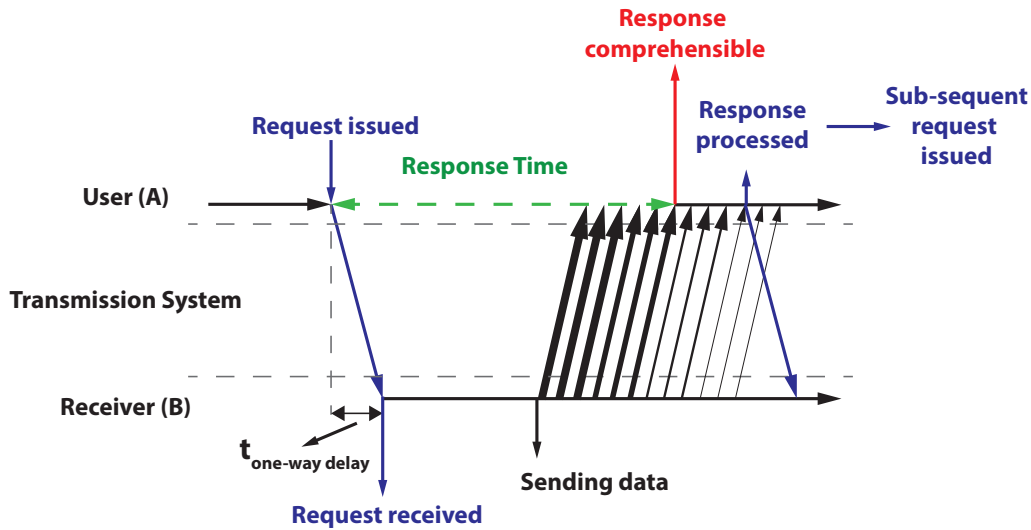 Response
comprehensible
Request issued
Response
processed
Sub-sequent
request
issued
Response Time
User (A)
Transmission System
Receiver (B)
t one-way delay
Sending data
Request received